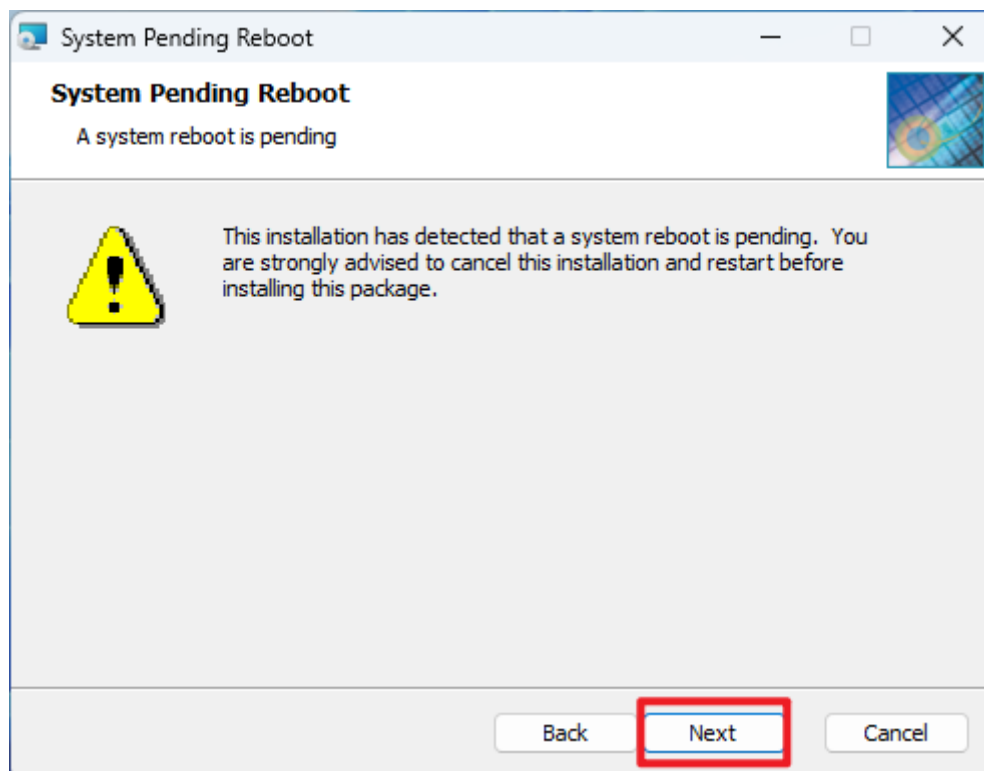 System Pending Reboot
System Pending Reboot
A system reboot is pending
This installation has detected that a system reboot is pending.  You
are strongly advised to cancel this installation and restart before
installing this package.
Back
Next
Cancel